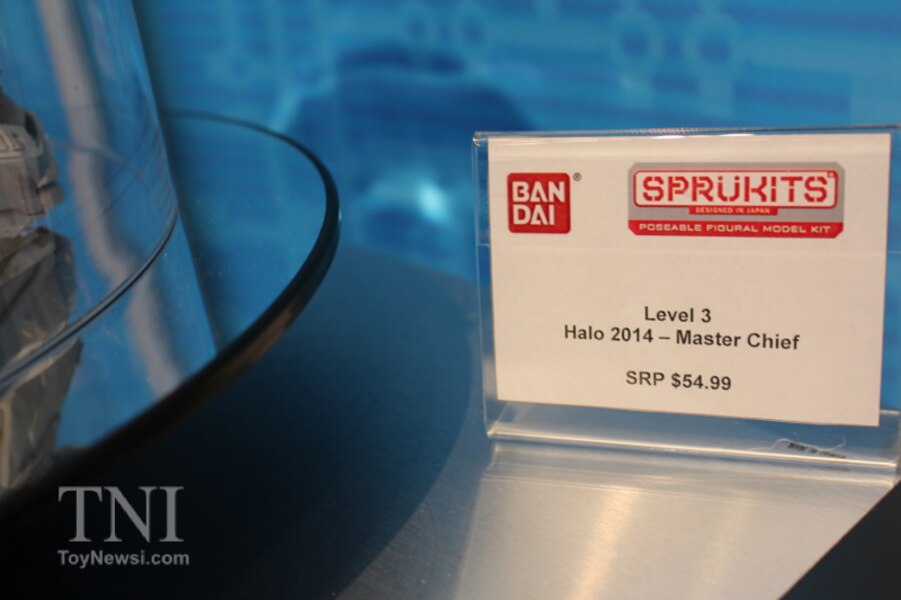 BAN
DAI
®
SPRUKITS
DESIGNED IN JAPAN
POSEABLE FIGURAL MODEL KIT
Level 3
Halo 2014 – Master Chief
SRP $54.99
TNI
ToyNewsi.com